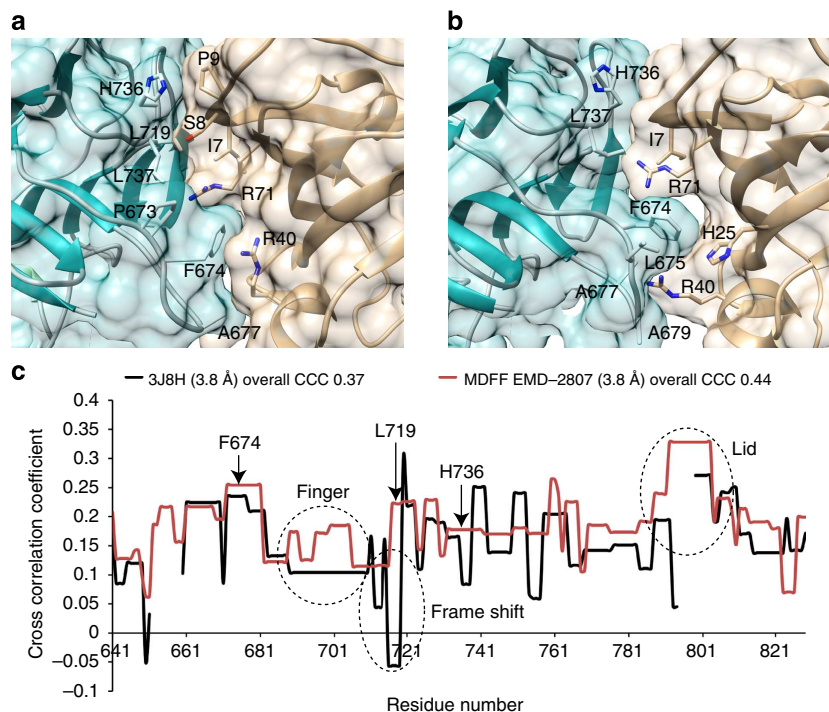 a
P9
H736
L719
S8
I7
L737
R71
P673
R40
F674
A677
b
H736
L737
I7
R71
F674
H25
L675
A677
R40
A679
c
3J8H (3.8 Å) overall CCC 0.37
MDFF EMD–2807 (3.8 Å) overall CCC 0.44
Cross correlation coefficient
0.4
0.35
0.3
0.25
0.2
0.15
0.1
0.05
0
–0.05
–0.1
F674
Finger
L719
H736
Lid
Frame shift
641 661 681 701 721 741 761 781 801 821
Residue number